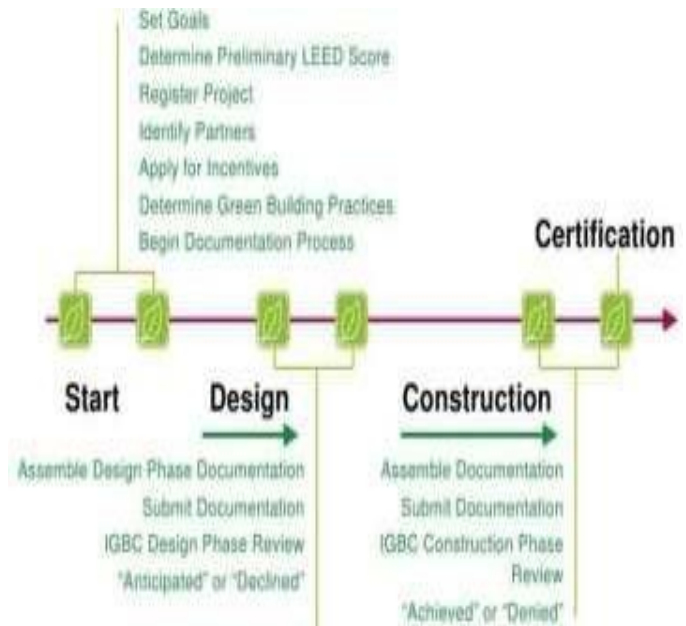 Set Goals
Determine Preliminary LEED Score
Register Project
Identify Partners
Apply for Incentives
Determine Green Building Practices
Begin Documentation Process
Certification
Start
Design
Construction
Assemble Design Phase Documentation
Submit Documentation
IGBC Design Phase Review
"Anticipated" or "Declined"
Assemble Documentation
Submit Documentation
IGBC Construction Phase
Review
"Achieved" or "Denied"